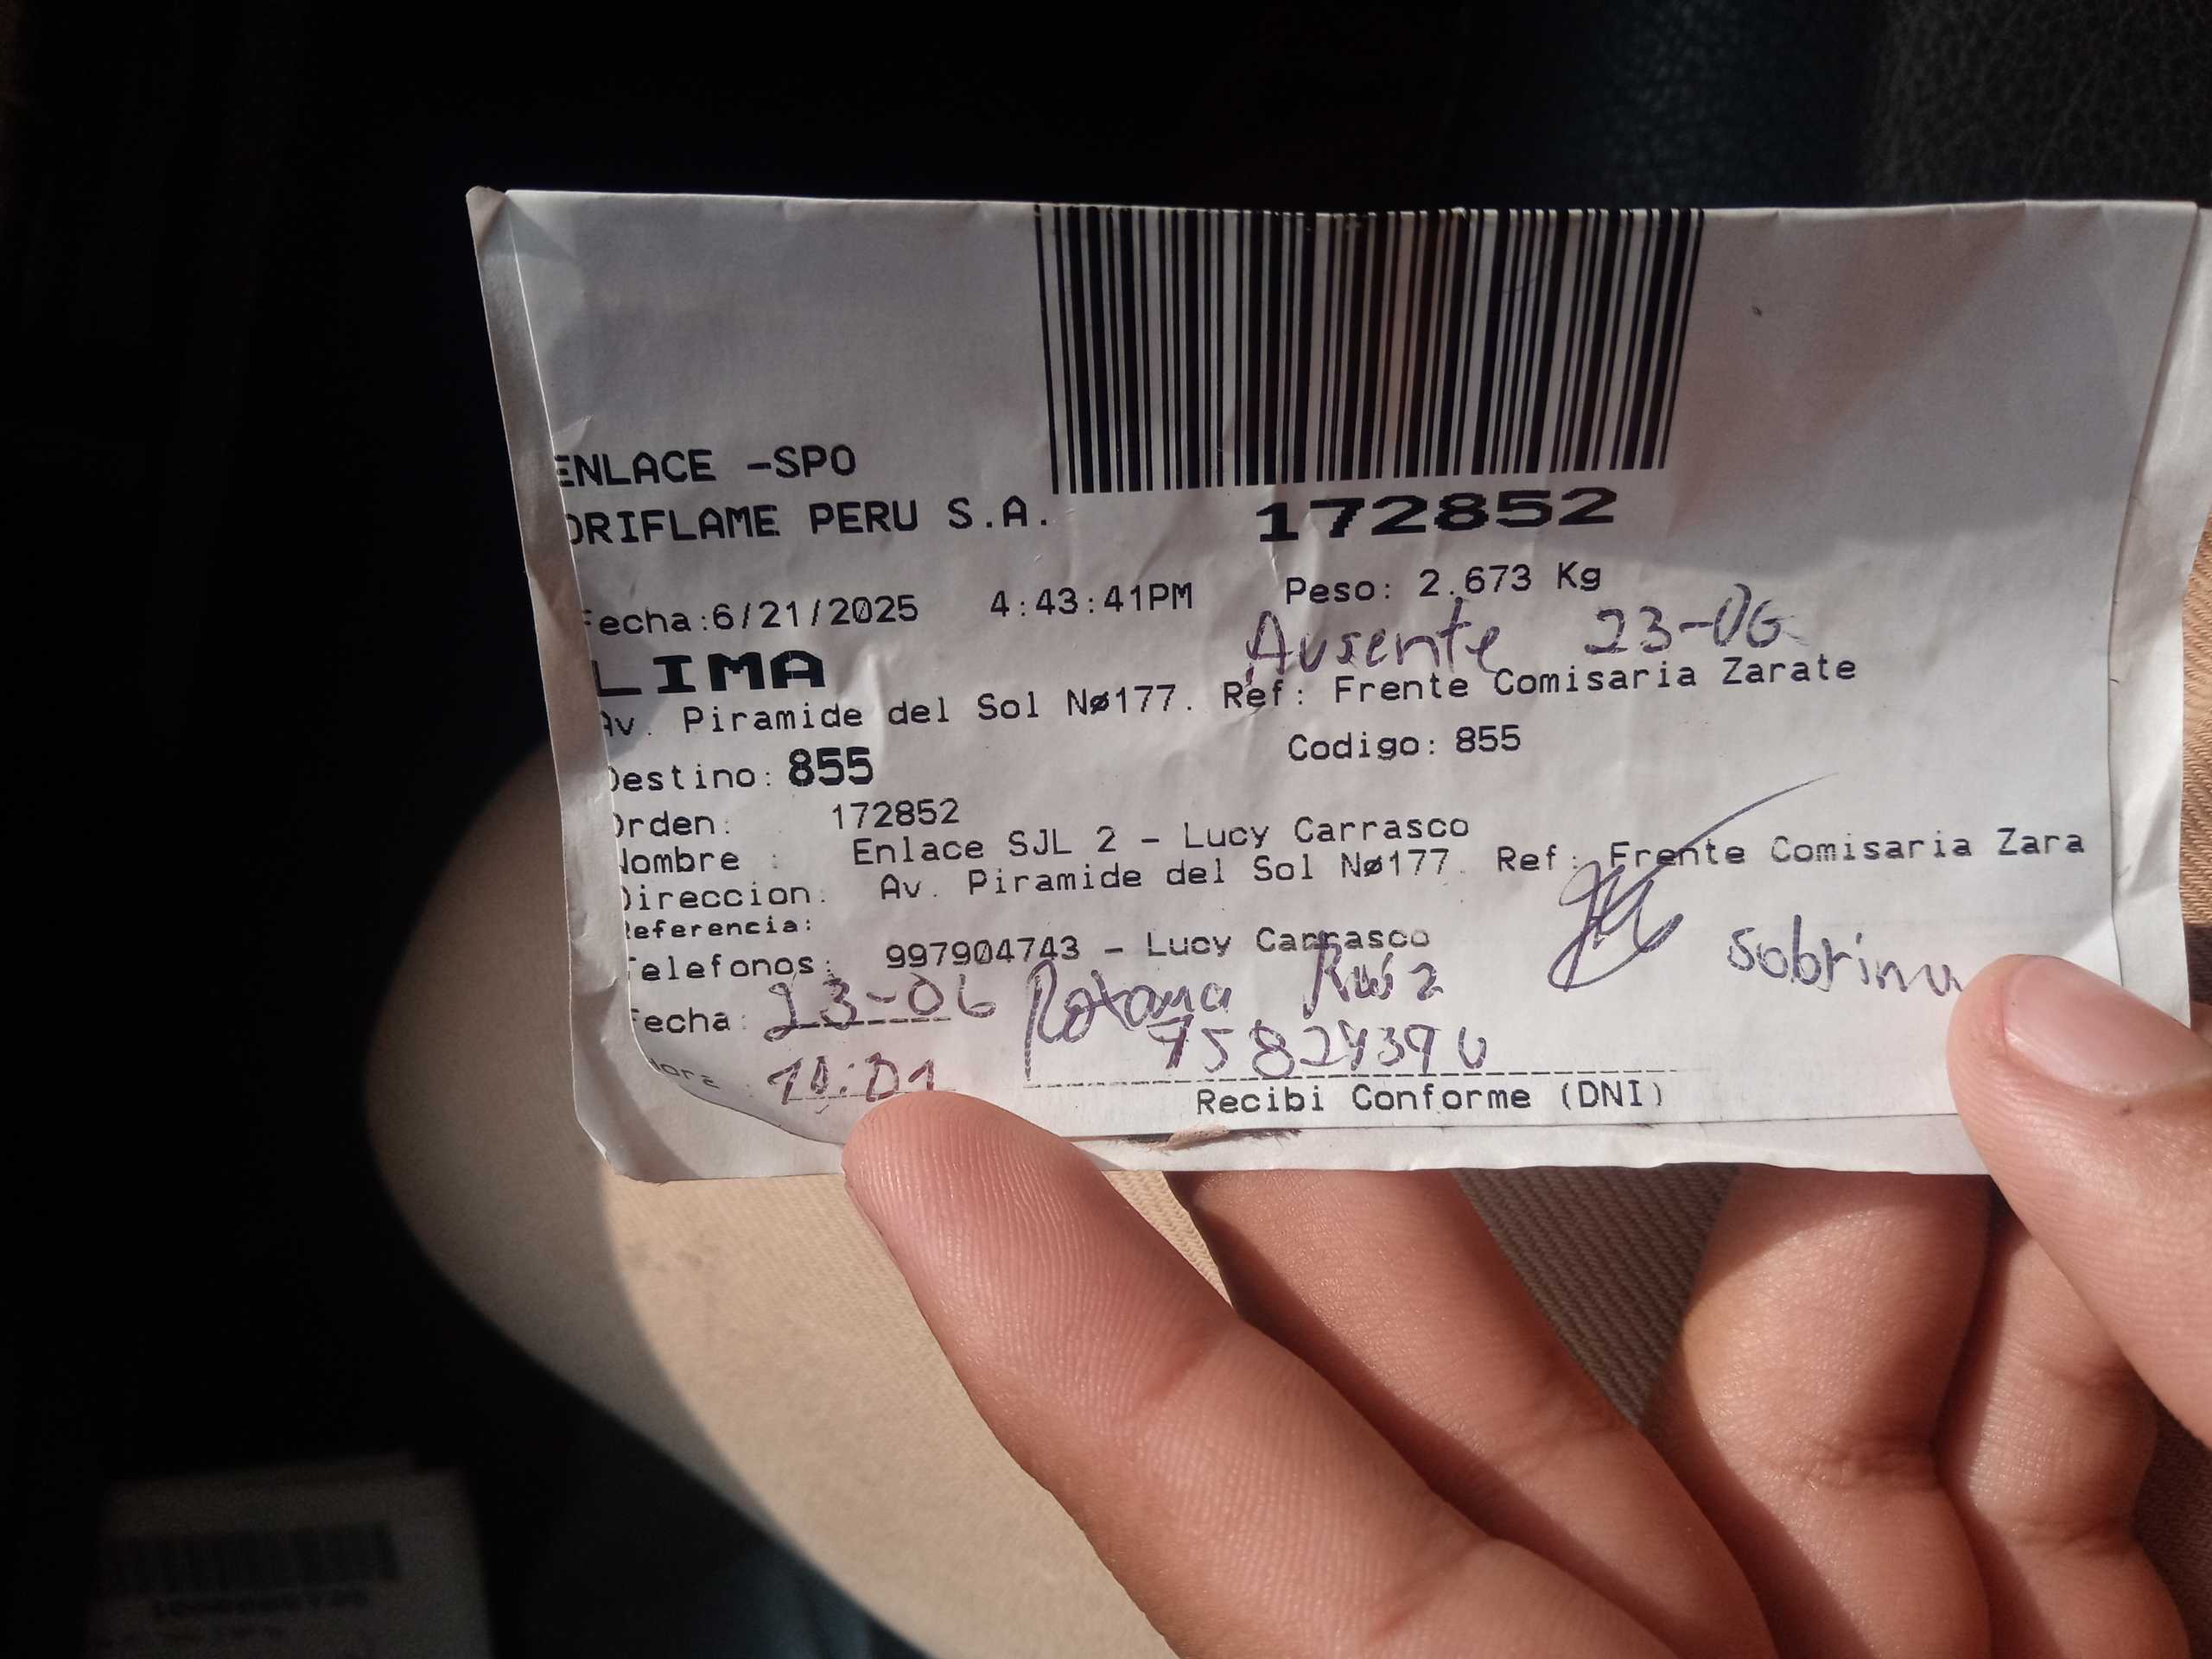 ENLACE -SPO
ORIFLAME PERU S.A.
172852
Fecha:6/21/2025 4:43:41PM Peso: 2.673 Kg
Ausente 23-06
LIMA
Av. Piramide del Sol Nø177. Ref: Frente Comisaria Zarate
Destino: 855 Codigo: 855
Orden: 172852
Nombre : Enlace SJL 2 - Lucy Carrasco
Direccion: Av. Piramide del Sol Nø177. Ref: Frente Comisaria Zara
Referencia:
Telefonos: 997904743 - Lucy Carrasco
Sobrina
Fecha: 23-06 Ruiz
Hora :
Recibi Conforme (DNI)